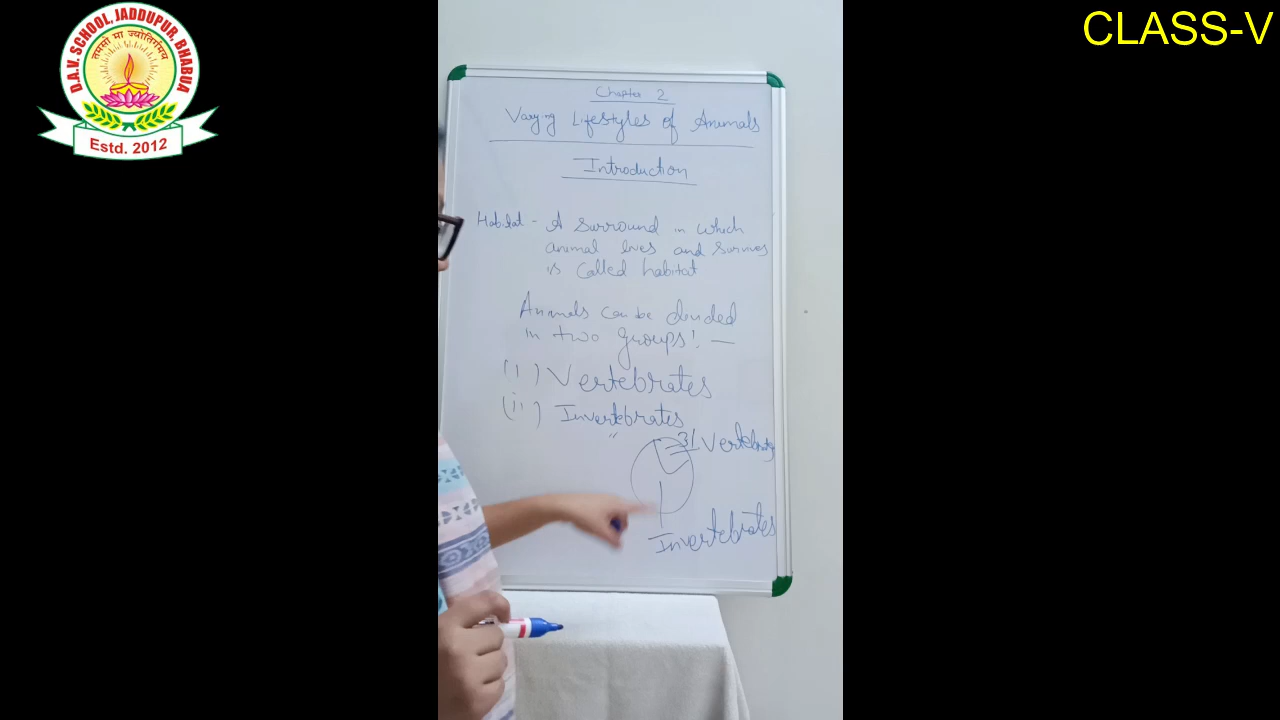 D.A.V. SCHOOL, JADDUPUR, BHABUA
तमसो मां ज्योतिर्गमय
Estd. 2012
CLASS-V
Chapter 2
Varying Lifestyles of Animals
Introduction
Habitat - A Surround in which
animal lives and survives
is called habitat
Animals can be divided
in two groups! —
(i) Vertebrates
(ii) Invertebrates
Vertebrates
Invertebrates